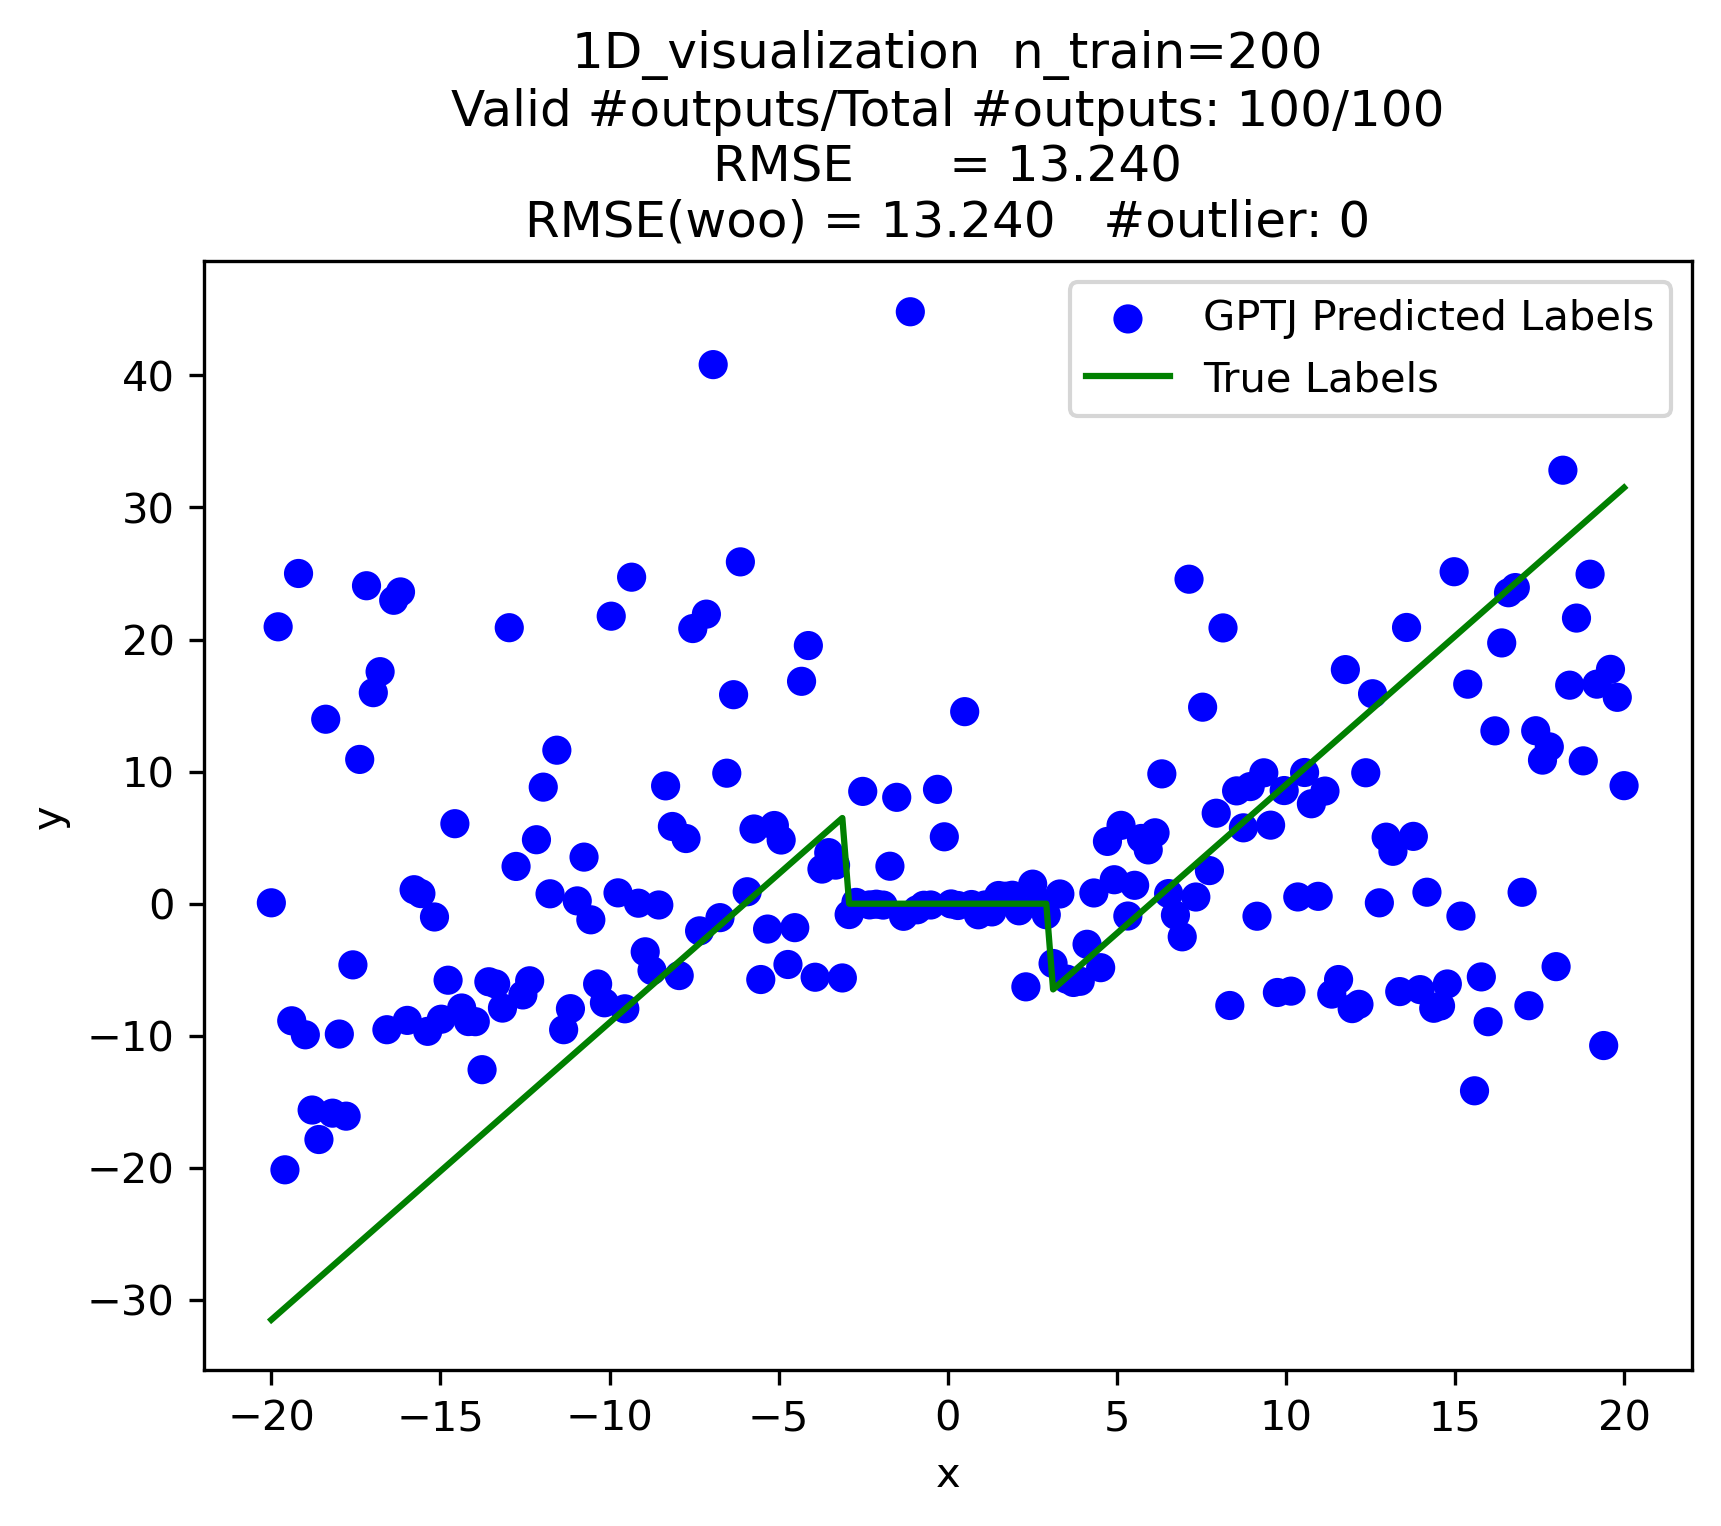 1D_visualization  n_train=200
Valid #outputs/Total #outputs: 100/100
RMSE      = 13.240
RMSE(woo) = 13.240   #outlier: 0
GPTJ Predicted Labels
True Labels
40
30
20
10
0
−10
−20
−30
y
−20 −15 −10 −5 0 5 10 15 20
x